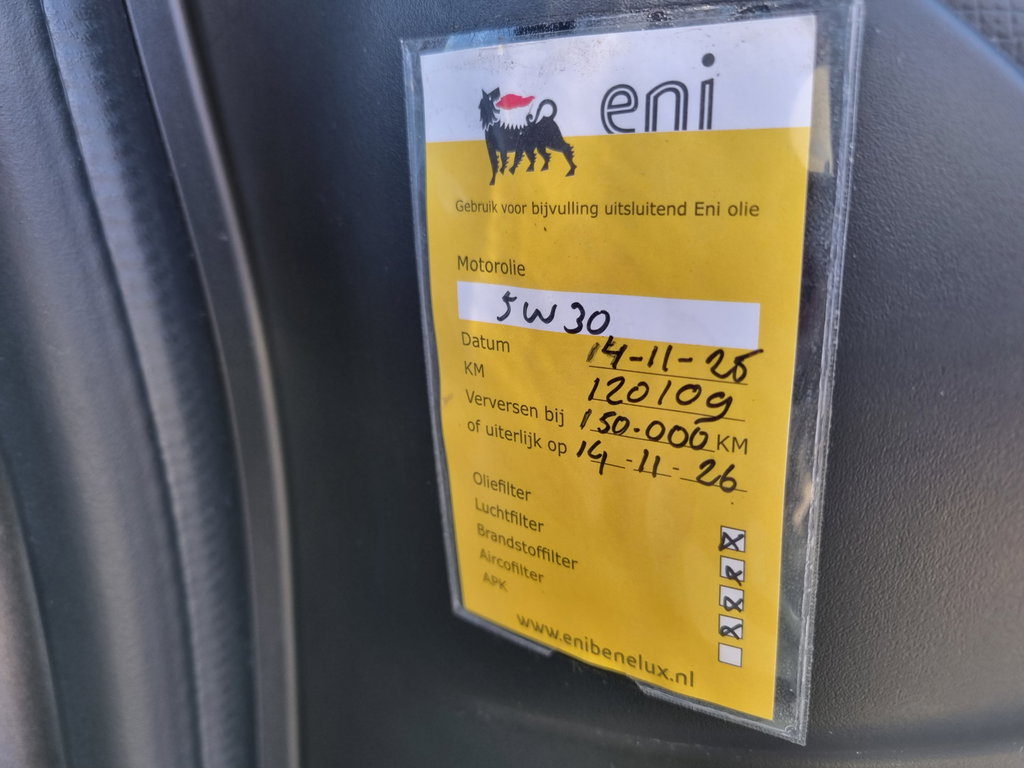 eni
Gebruik voor bijvulling uitsluitend Eni olie
Motorolie
5W30
Datum 14-11-25
KM 120109
Verversen bij 150.000 KM
of uiterlijk op 14-11-26
Oliefilter
Luchtfilter
Brandstoffilter
Aircofilter
APK
www.enibenelux.nl